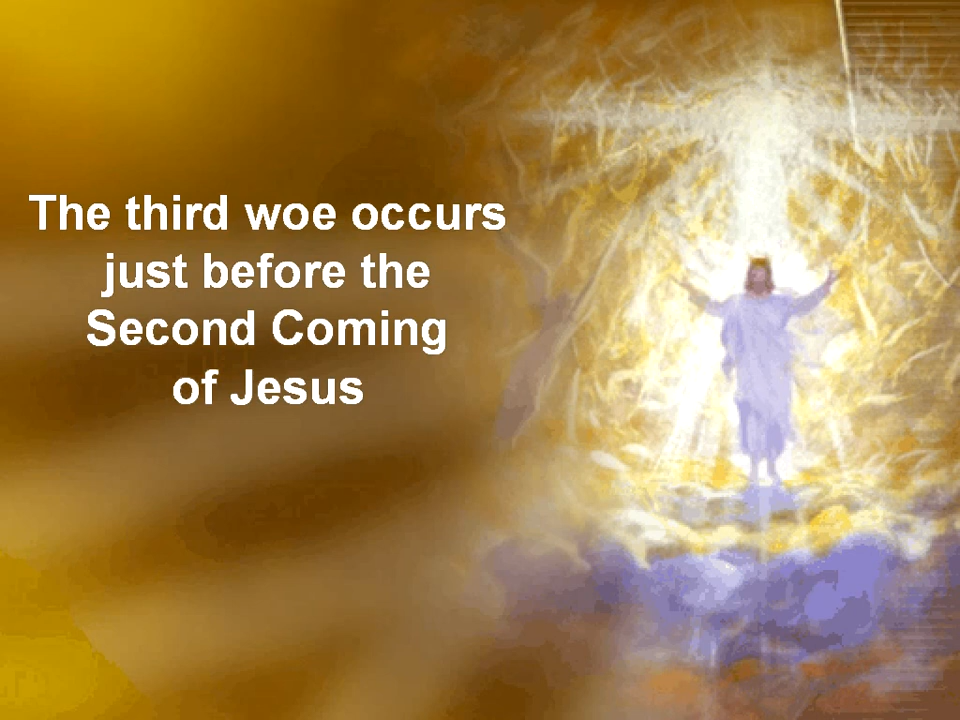 The third woe occurs
just before the
Second Coming
of Jesus